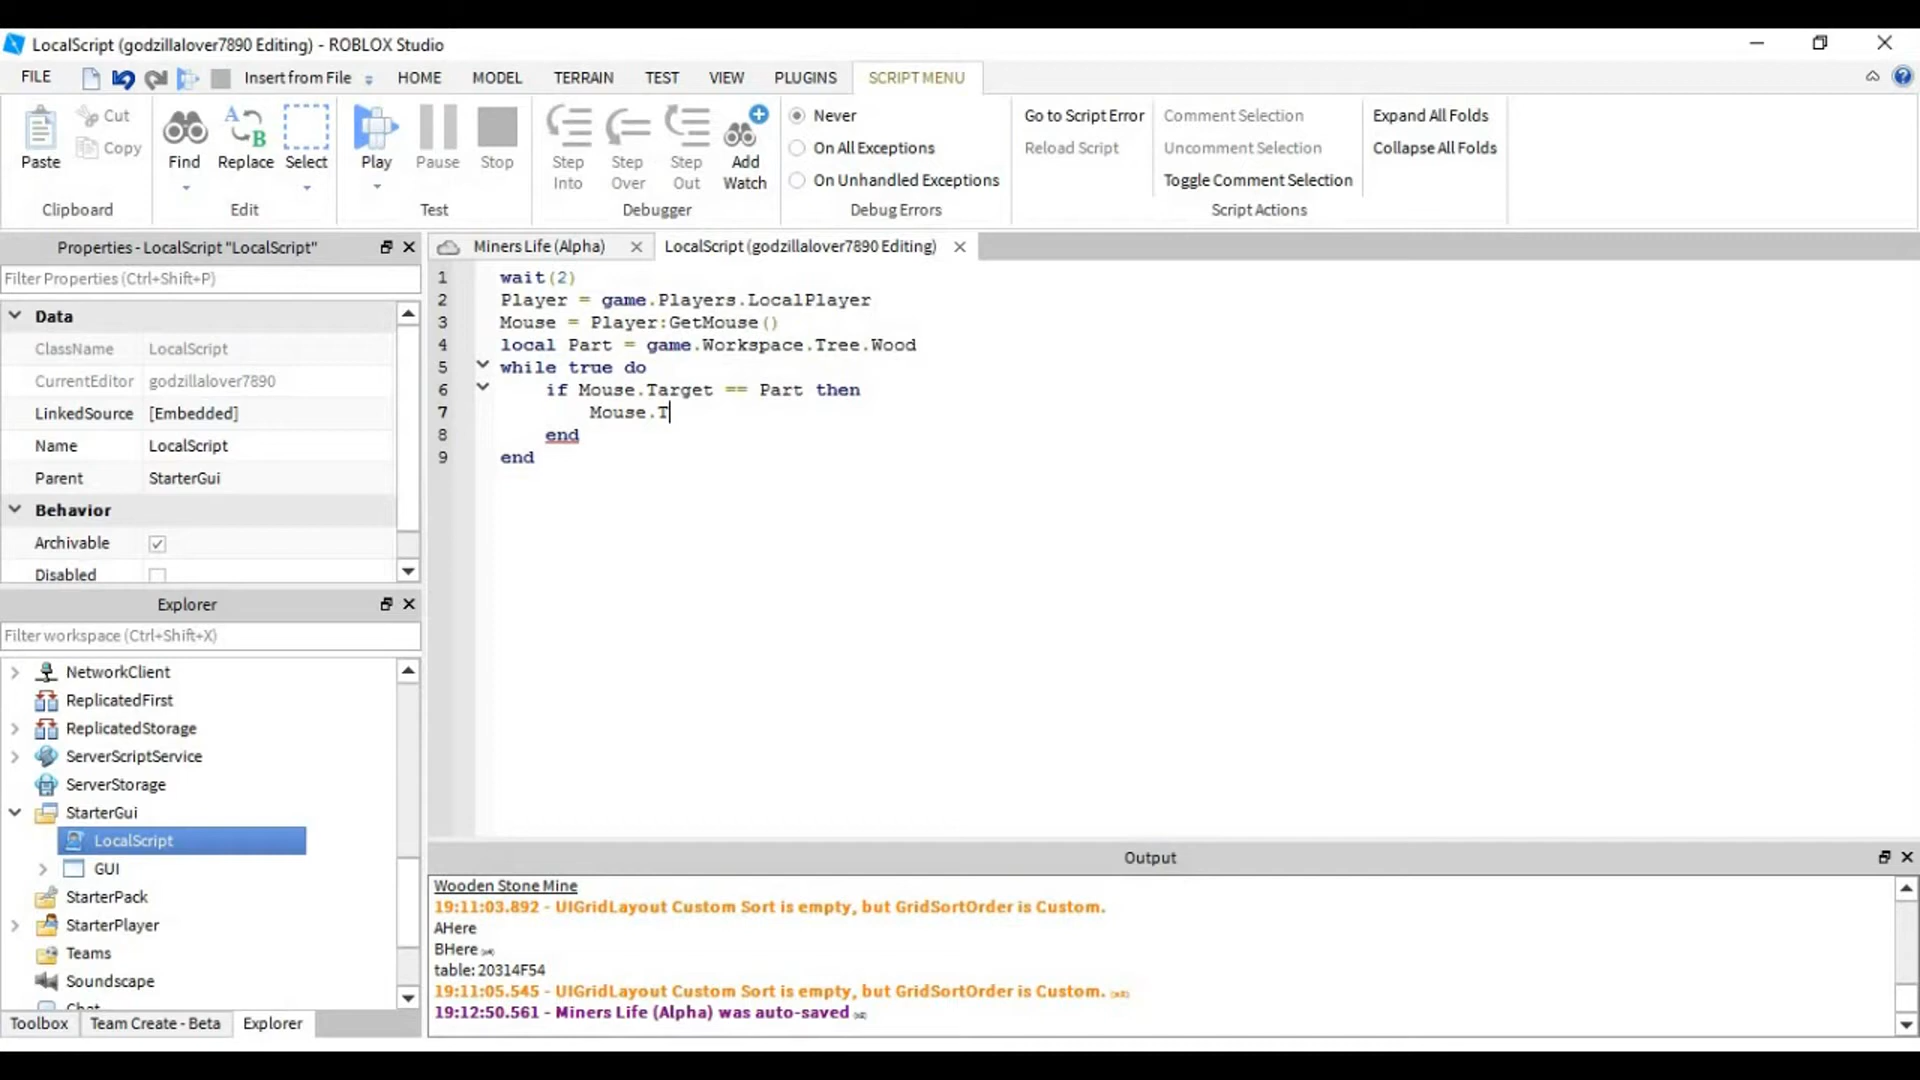 LocalScript (godzillalover7890 Editing) - ROBLOX Studio
FILE Insert from File HOME MODEL TERRAIN TEST VIEW PLUGINS SCRIPT MENU
Paste Cut Copy
Clipboard
Find Replace Select
Edit
Play Pause Stop
Test
Step Into Step Over Step Out Add Watch
Debugger
Never
On All Exceptions
On Unhandled Exceptions
Debug Errors
Go to Script Error Comment Selection
Reload Script Uncomment Selection
Toggle Comment Selection
Script Actions
Expand All Folds
Collapse All Folds
Properties - LocalScript "LocalScript"
Filter Properties (Ctrl+Shift+P)
Data
ClassName LocalScript
CurrentEditor godzillalover7890
LinkedSource [Embedded]
Name LocalScript
Parent StarterGui
Behavior
Archivable
Disabled
Explorer
Filter workspace (Ctrl+Shift+X)
NetworkClient
ReplicatedFirst
ReplicatedStorage
ServerScriptService
ServerStorage
StarterGui
LocalScript
GUI
StarterPack
StarterPlayer
Teams
Soundscape
Chat
Toolbox Team Create - Beta Explorer
Miners Life (Alpha) LocalScript (godzillalover7890 Editing)
1 wait(2)
2 Player = game.Players.LocalPlayer
3 Mouse = Player:GetMouse()
4 local Part = game.Workspace.Tree.Wood
5 while true do
6 if Mouse.Target == Part then
7 Mouse.T
8 end
9 end
Output
Wooden Stone Mine
19:11:03.892 - UIGridLayout Custom Sort is empty, but GridSortOrder is Custom.
AHere
BHere
table: 20314F54
19:11:05.545 - UIGridLayout Custom Sort is empty, but GridSortOrder is Custom.
19:12:50.561 - Miners Life (Alpha) was auto-saved